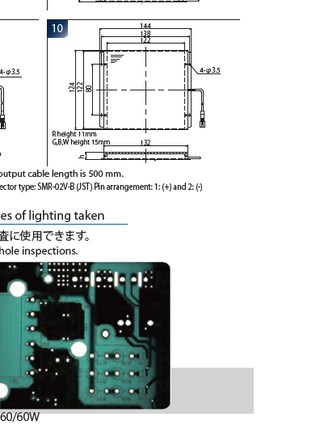 10
144
138
122
4-φ3.5
4-φ3.5
124
122
80
R height 11mm
G,B,W height 15mm
132
h
output cable length is 500 mm.
ector type: SMR-02V-B (JST) Pin arrangement: 1: (+) and 2: (-)
es of lighting taken
査に使用できます。
hole inspections.
60/60W